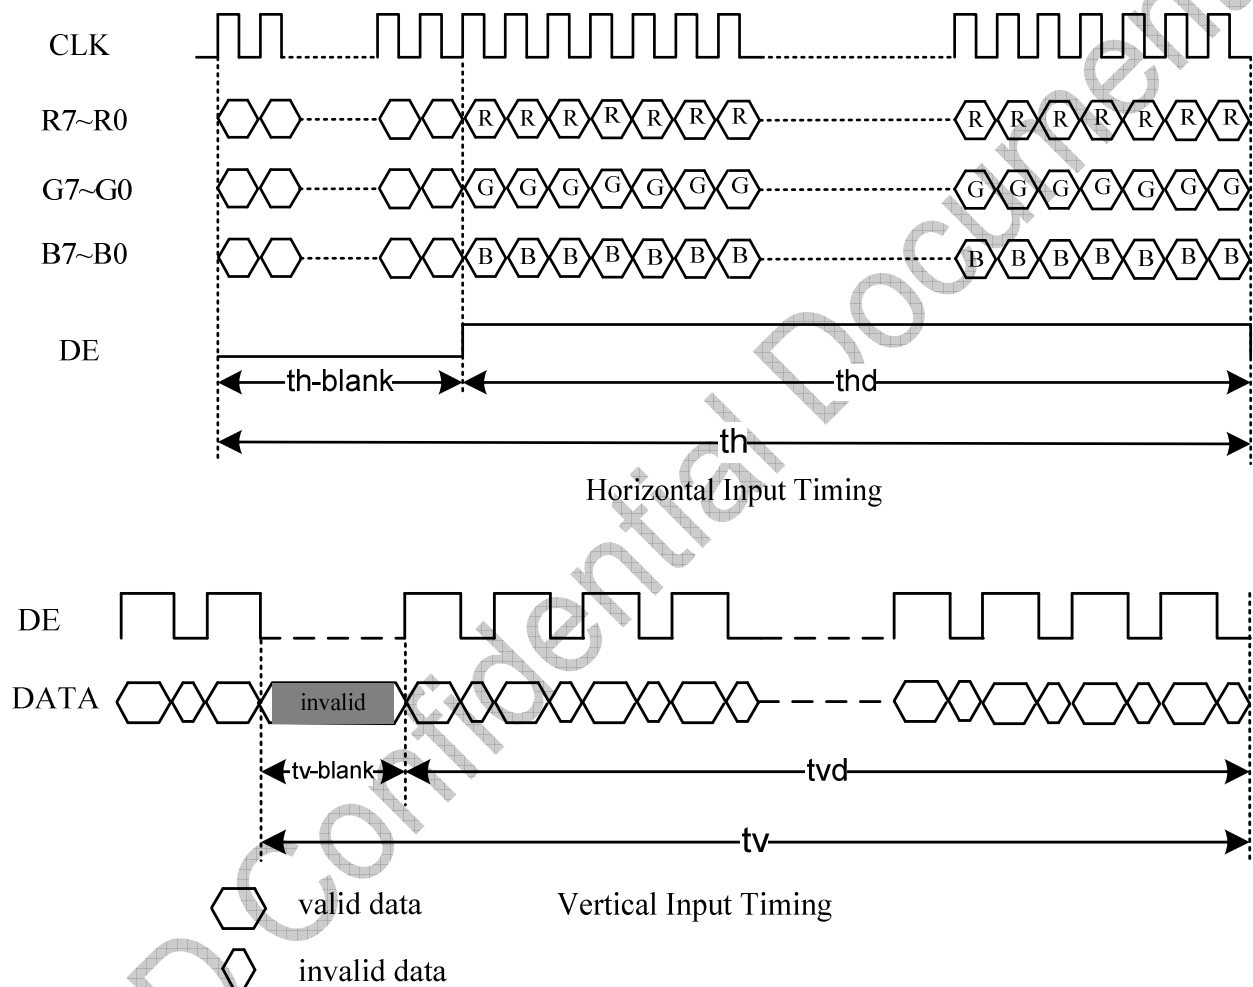 CLK
R7~R0
R R R R R R R R R R R R R R
G7~G0
G G G G G G G G G G G G G G
B7~B0
B B B B B B B B B B B B B B
DE
th-blank thd
th
Horizontal Input Timing
DE
DATA invalid
tv-blank tvd
tv
valid data Vertical Input Timing
invalid data
Confidential Document